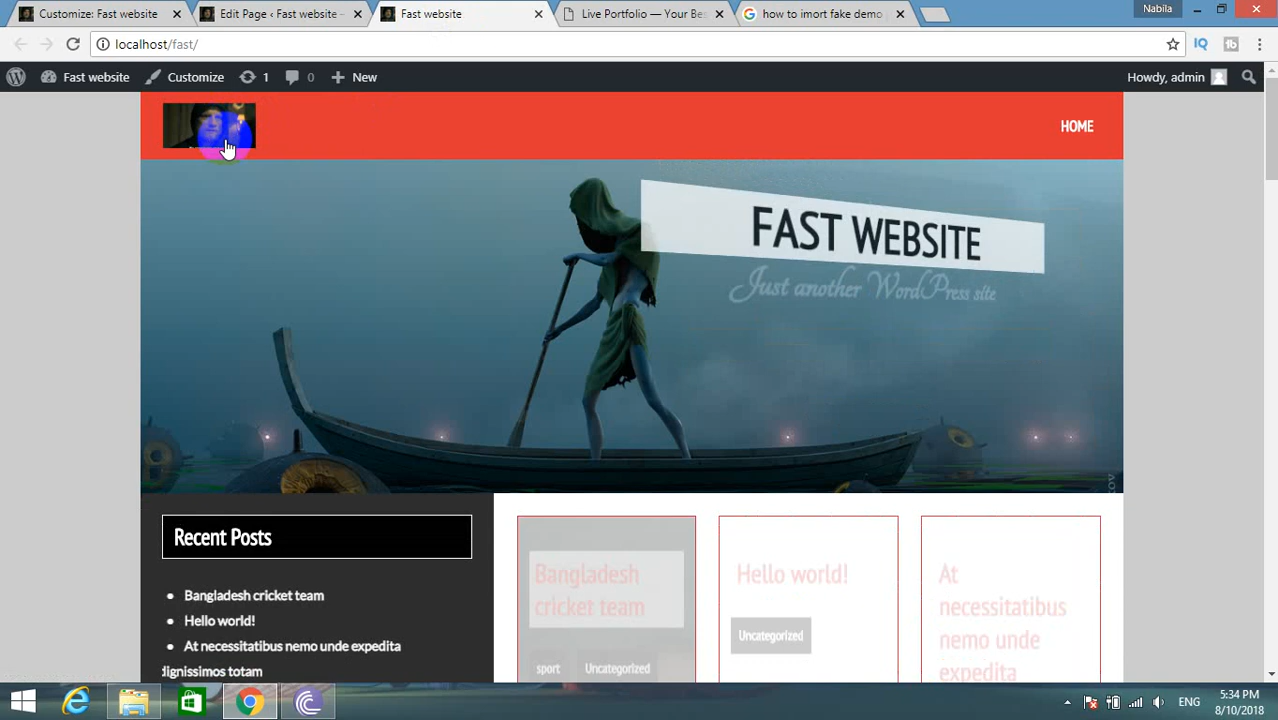 Customize: Fast website
Edit Page ‹ Fast website –
Fast website
Live Portfolio — Your Bes
how to imort fake demo
Nabila
localhost/fast/
Fast website
Customize
1
0
New
Howdy, admin
HOME
FAST WEBSITE
Just another WordPress site
Recent Posts
Bangladesh cricket team
Hello world!
At necessitatibus nemo unde expedita
dignissimos totam
Bangladesh
cricket team
sport
Uncategorized
Hello world!
Uncategorized
At
necessitatibus
nemo unde
expedita
ENG
5:34 PM
8/10/2018